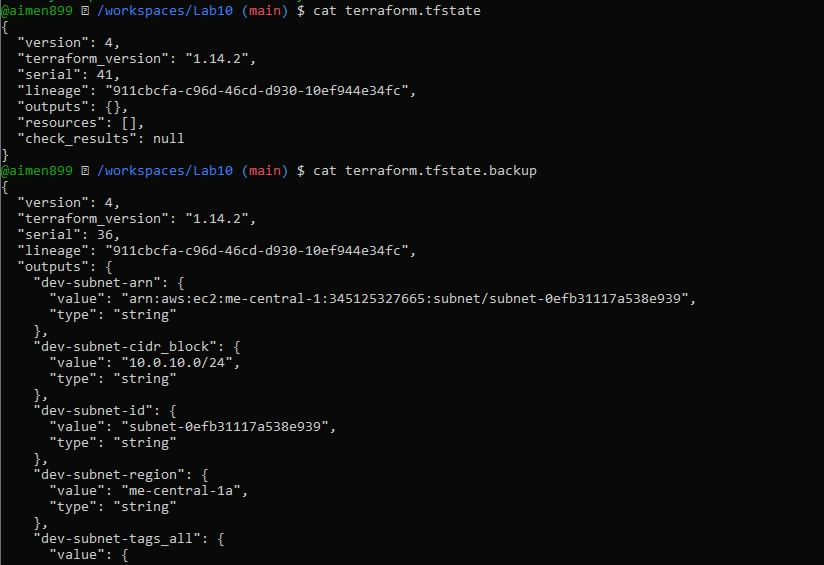 @aimen899 /workspaces/Lab10 (main) $ cat terraform.tfstate
{
  "version": 4,
  "terraform_version": "1.14.2",
  "serial": 41,
  "lineage": "911cbcfa-c96d-46cd-d930-10ef944e34fc",
  "outputs": {},
  "resources": [],
  "check_results": null
}
@aimen899 /workspaces/Lab10 (main) $ cat terraform.tfstate.backup
{
  "version": 4,
  "terraform_version": "1.14.2",
  "serial": 36,
  "lineage": "911cbcfa-c96d-46cd-d930-10ef944e34fc",
  "outputs": {
    "dev-subnet-arn": {
      "value": "arn:aws:ec2:me-central-1:345125327665:subnet/subnet-0efb31117a538e939",
      "type": "string"
    },
    "dev-subnet-cidr_block": {
      "value": "10.0.10.0/24",
      "type": "string"
    },
    "dev-subnet-id": {
      "value": "subnet-0efb31117a538e939",
      "type": "string"
    },
    "dev-subnet-region": {
      "value": "me-central-1a",
      "type": "string"
    },
    "dev-subnet-tags_all": {
      "value": {